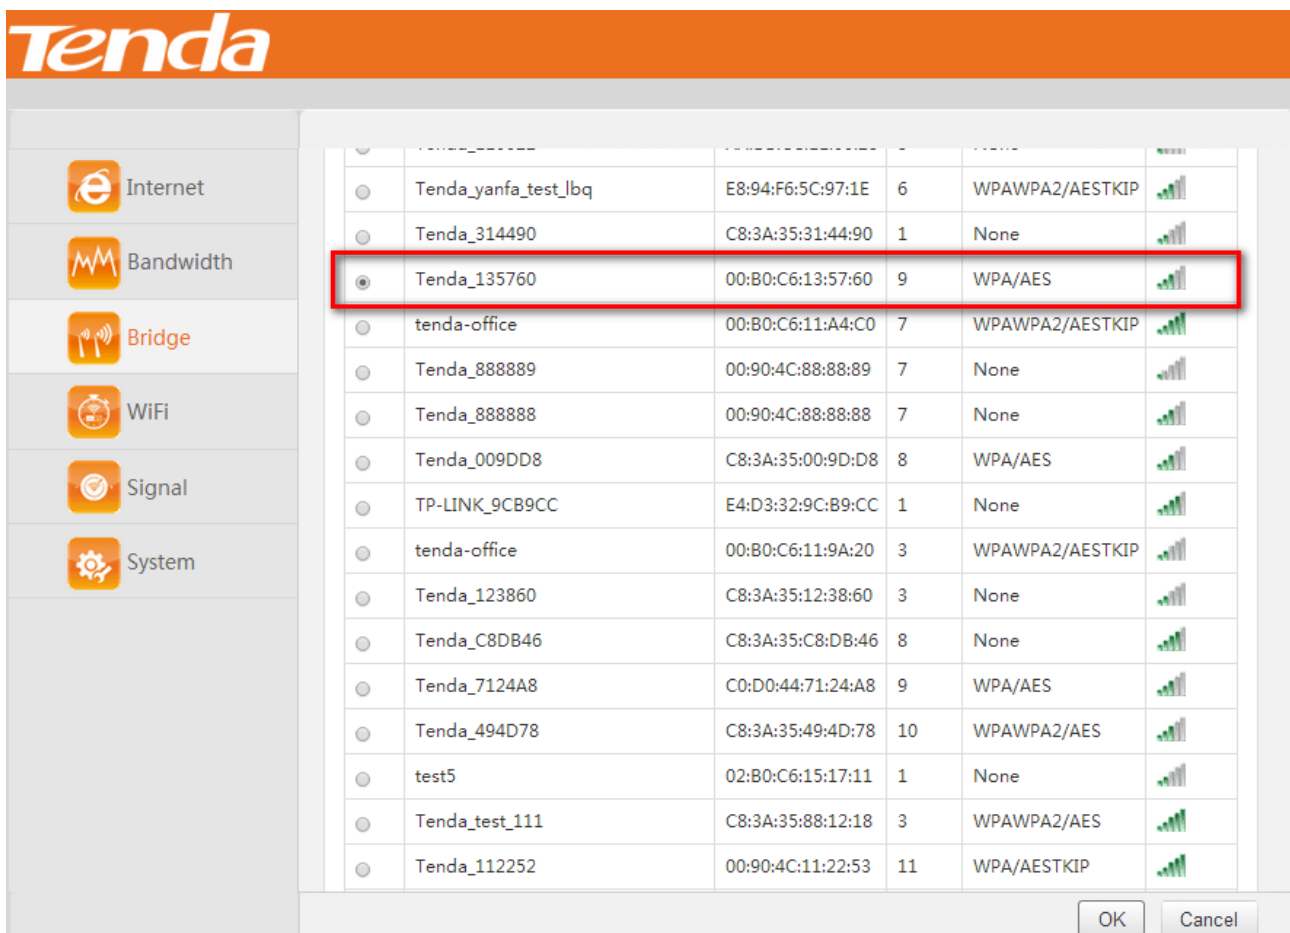 Tenda
Internet
Bandwidth
Bridge
WiFi
Signal
System
Tenda_yanfa_test_lbq E8:94:F6:5C:97:1E 6 WPAWPA2/AESTKIP
Tenda_314490 C8:3A:35:31:44:90 1 None
Tenda_135760 00:B0:C6:13:57:60 9 WPA/AES
tenda-office 00:B0:C6:11:A4:C0 7 WPAWPA2/AESTKIP
Tenda_888889 00:90:4C:88:88:89 7 None
Tenda_888888 00:90:4C:88:88:88 7 None
Tenda_009DD8 C8:3A:35:00:9D:D8 8 WPA/AES
TP-LINK_9CB9CC E4:D3:32:9C:B9:CC 1 None
tenda-office 00:B0:C6:11:9A:20 3 WPAWPA2/AESTKIP
Tenda_123860 C8:3A:35:12:38:60 3 None
Tenda_C8DB46 C8:3A:35:C8:DB:46 8 None
Tenda_7124A8 C0:D0:44:71:24:A8 9 WPA/AES
Tenda_494D78 C8:3A:35:49:4D:78 10 WPAWPA2/AES
test5 02:B0:C6:15:17:11 1 None
Tenda_test_111 C8:3A:35:88:12:18 3 WPAWPA2/AES
Tenda_112252 00:90:4C:11:22:53 11 WPA/AESTKIP
OK Cancel